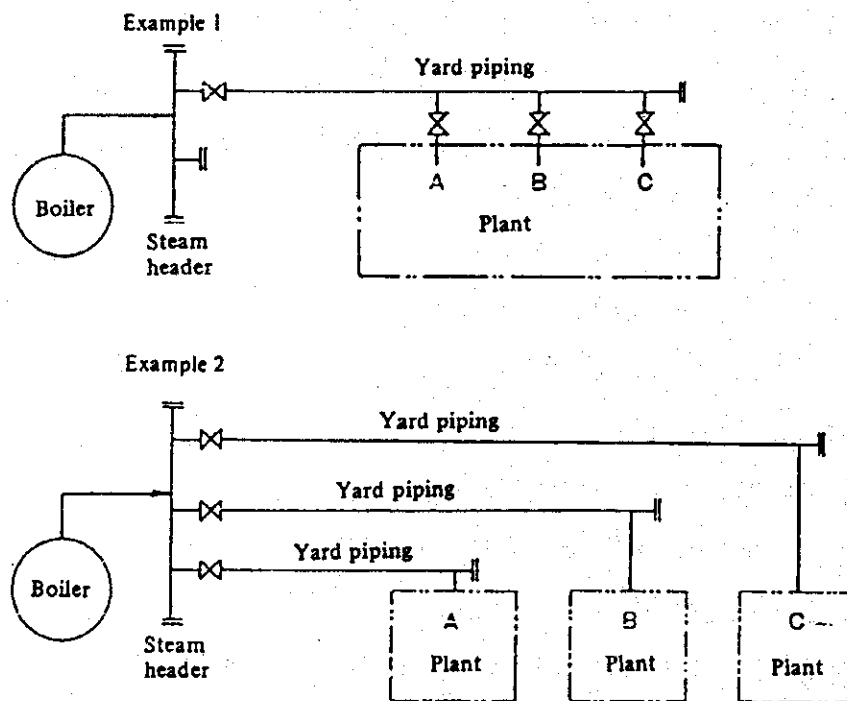 Example 1
Yard piping
Boiler
A B C
Plant
Steam
header
Example 2
Yard piping
Yard piping
Yard piping
Boiler
A B C
Plant Plant Plant
Steam
header